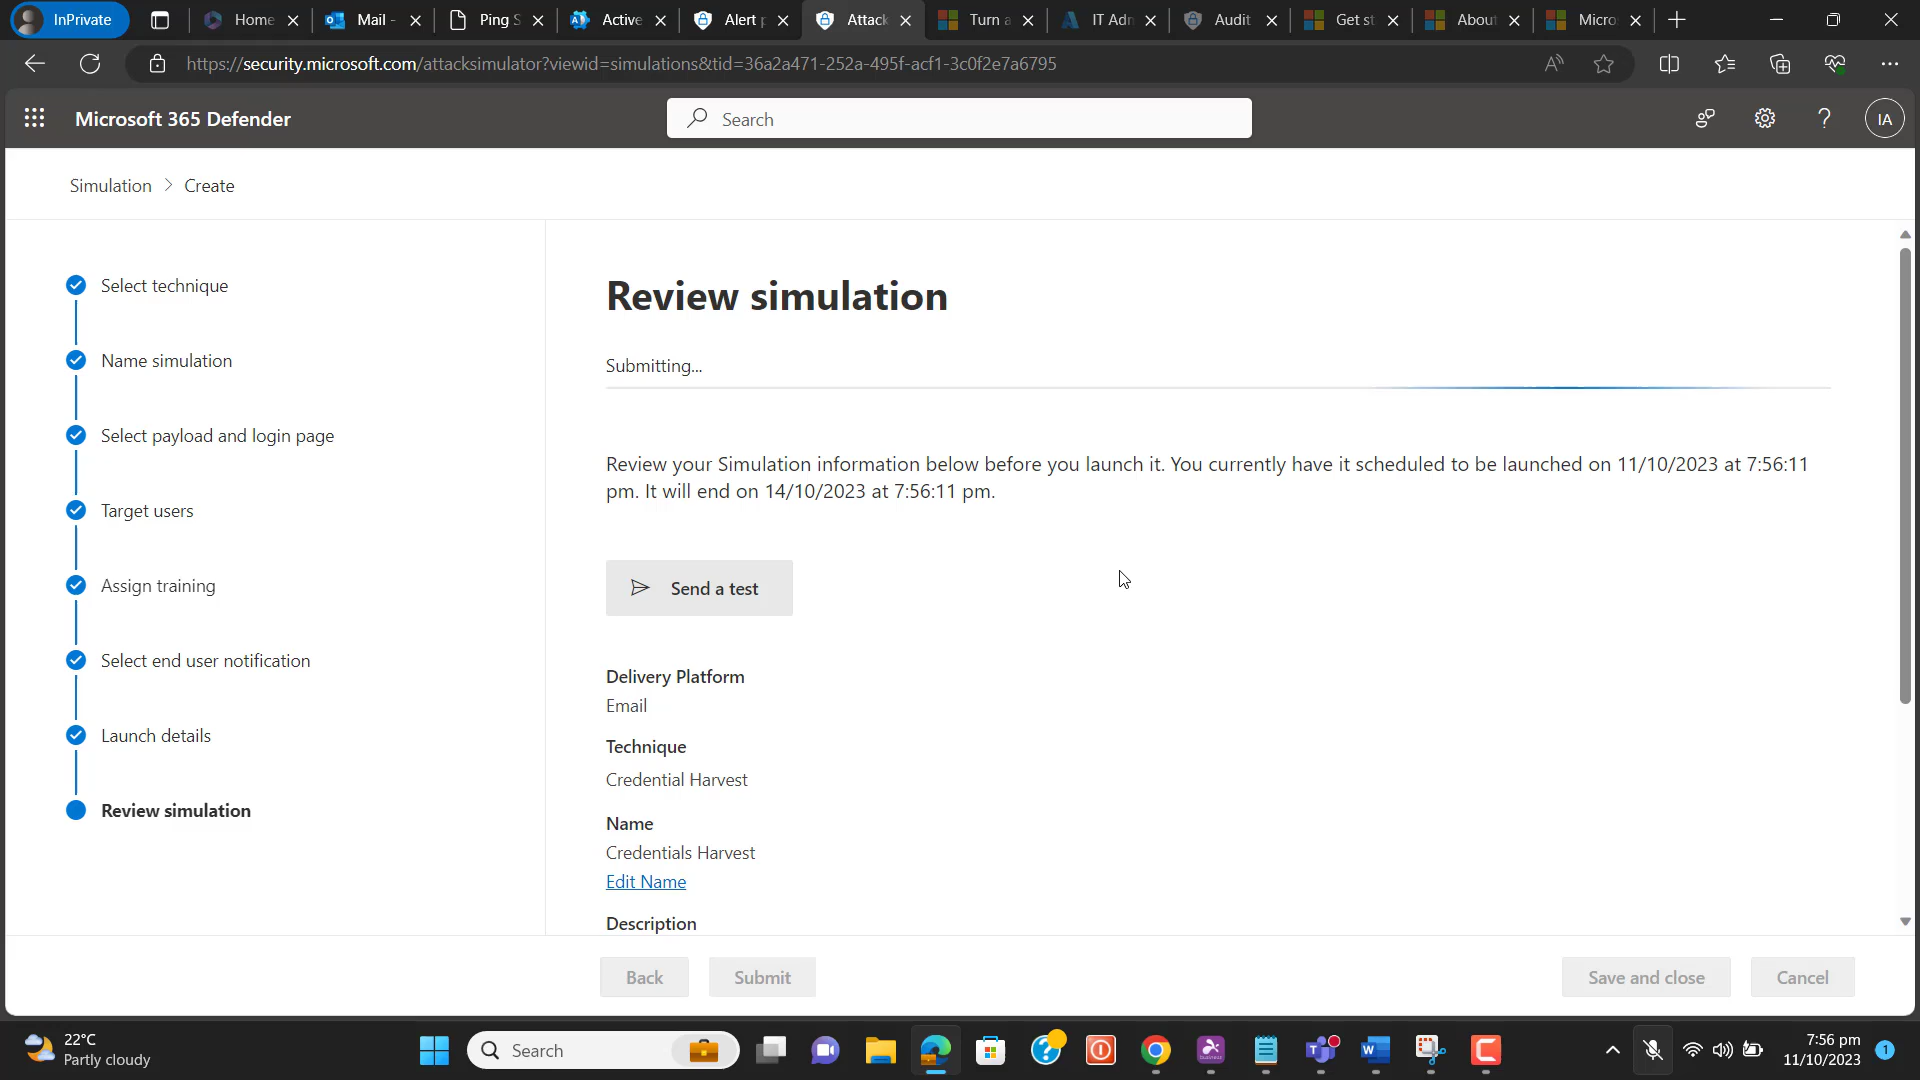 InPrivate
Home
Mail -
Ping S
Active
Alert p
Attack
Turn a
IT Adm
Audit
Get st
About
Micro
https://security.microsoft.com/attacksimulator?viewid=simulations&tid=36a2a471-252a-495f-acf1-3c0f2e7a6795
Microsoft 365 Defender
Search
IA
Simulation > Create
Select technique
Name simulation
Select payload and login page
Target users
Assign training
Select end user notification
Launch details
Review simulation
Review simulation
Submitting...
Review your Simulation information below before you launch it. You currently have it scheduled to be launched on 11/10/2023 at 7:56:11
pm. It will end on 14/10/2023 at 7:56:11 pm.
Send a test
Delivery Platform
Email
Technique
Credential Harvest
Name
Credentials Harvest
Edit Name
Description
Back
Submit
Save and close
Cancel
22°C
Partly cloudy
Search
7:56 pm
11/10/2023
1